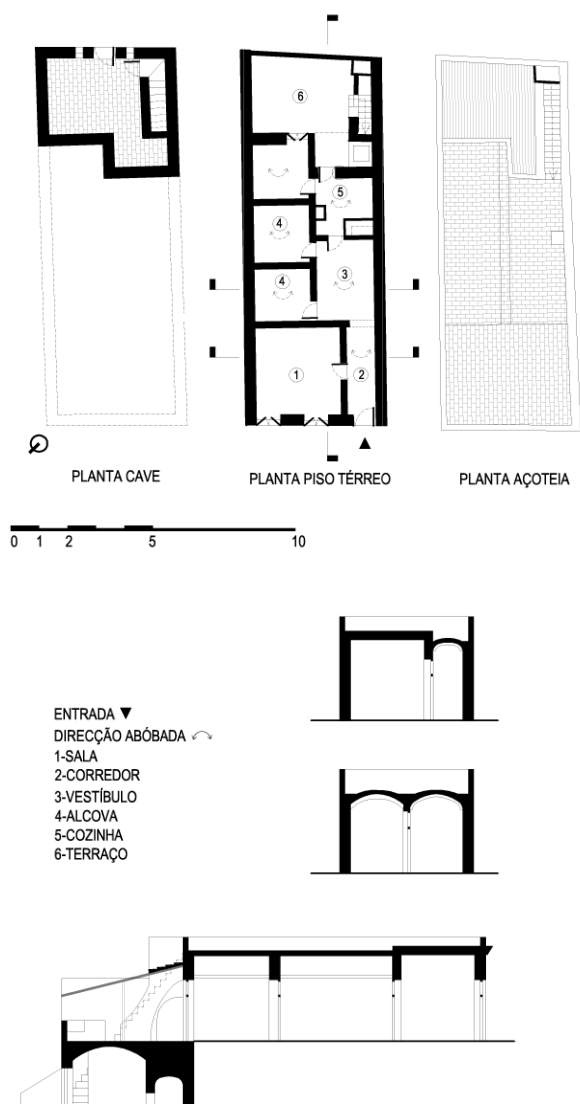 6
5
4
4
3
1
2
PLANTA CAVE
PLANTA PISO TÉRREO
PLANTA AÇOTEIA
0 1 2 5 10
ENTRADA ▼
DIRECÇÃO ABÓBADA
1-SALA
2-CORREDOR
3-VESTÍBULO
4-ALCOVA
5-COZINHA
6-TERRAÇO